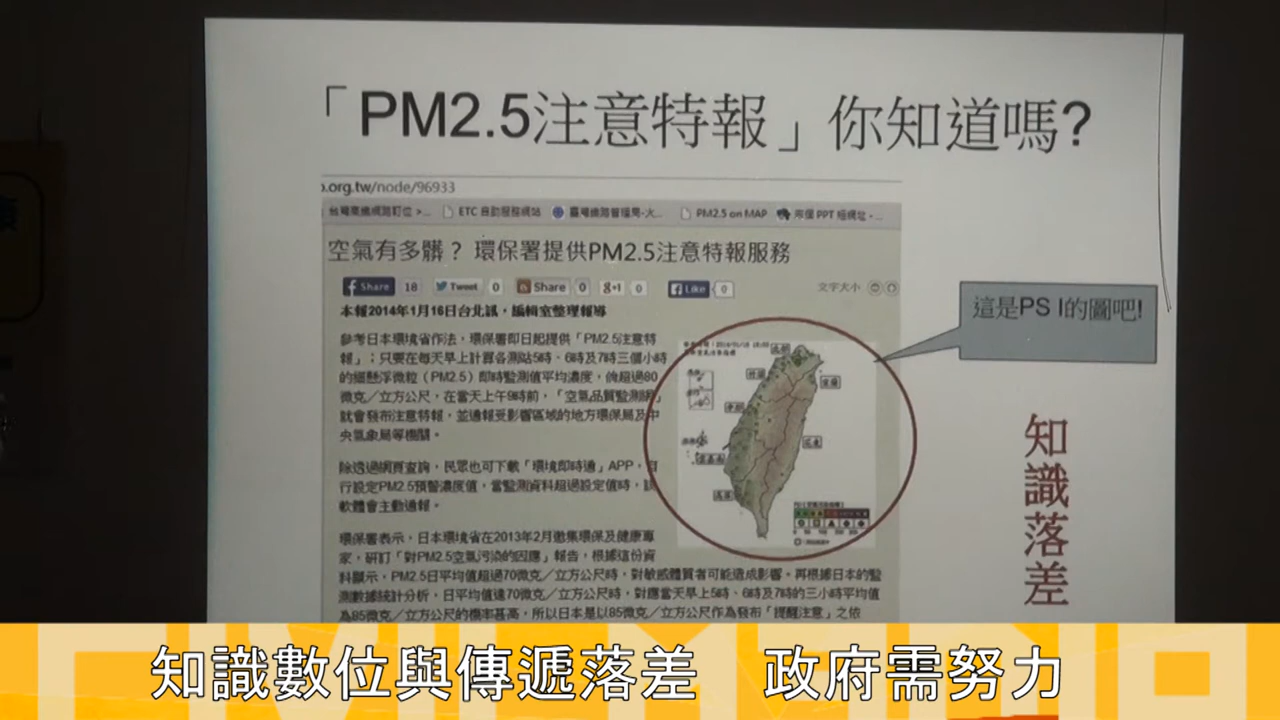 「PM2.5注意特報」你知道嗎?
o.org.tw/node/96933
ETC 自助服務網站
PM2.5 on MAP
空氣有多髒？ 環保署提供PM2.5注意特報服務
Share 18 Tweet 0 Share 0 g+1 0 Like 0
文字大小
本報2014年1月16日台北訊，編輯室整理報導
這是PS I的圖吧!
參考日本環境省作法，環保署即日起提供「PM2.5注意特
報」；只要在每天早上計算各測站5時、6時及7時三個小時
的細懸浮微粒（PM2.5）即時監測值平均濃度，倘超過80
微克／立方公尺，在當天上午9時前，「空氣品質監測網」
就會發布注意特報，並通報受影響區域的地方環保局及中
央氣象局等機關。
除透過網頁查詢，民眾也可下載「環境即時通」APP，自
行設定PM2.5預警濃度值，當監測資料超過設定值時，該
軟體會主動通報。
環保署表示，日本環境省在2013年2月邀集環保及健康專
家，研訂「對PM2.5空氣污染的因應」報告，根據這份資
料顯示，PM2.5日平均值超過70微克／立方公尺時，對敏感體質者可能造成影響。再根據日本的監
測數據統計分析，日平均值達70微克／立方公尺時，對應當天早上5時、6時及7時的三小時平均值
為85微克／立方公尺的機率甚高，所以日本是以85微克／立方公尺作為發布「提醒注意」之依
知識落差
知識數位與傳遞落差 政府需努力